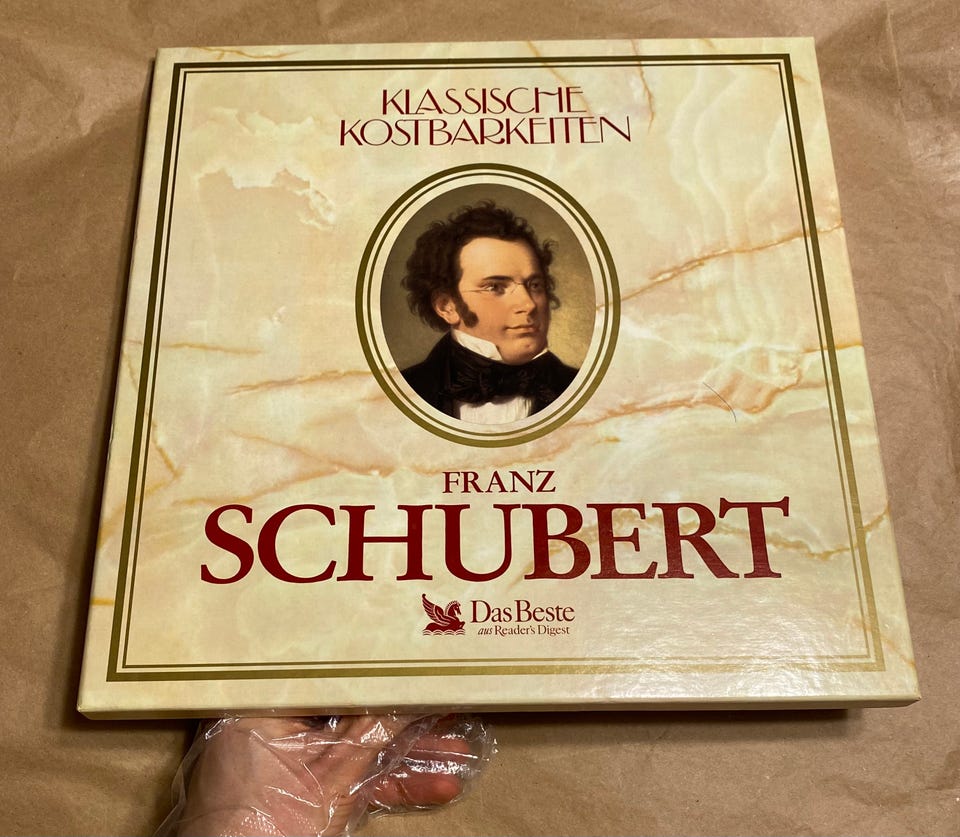 KLASSISCHE
KOSTBARKEITEN
FRANZ
SCHUBERT
Das Beste
aus Reader's Digest